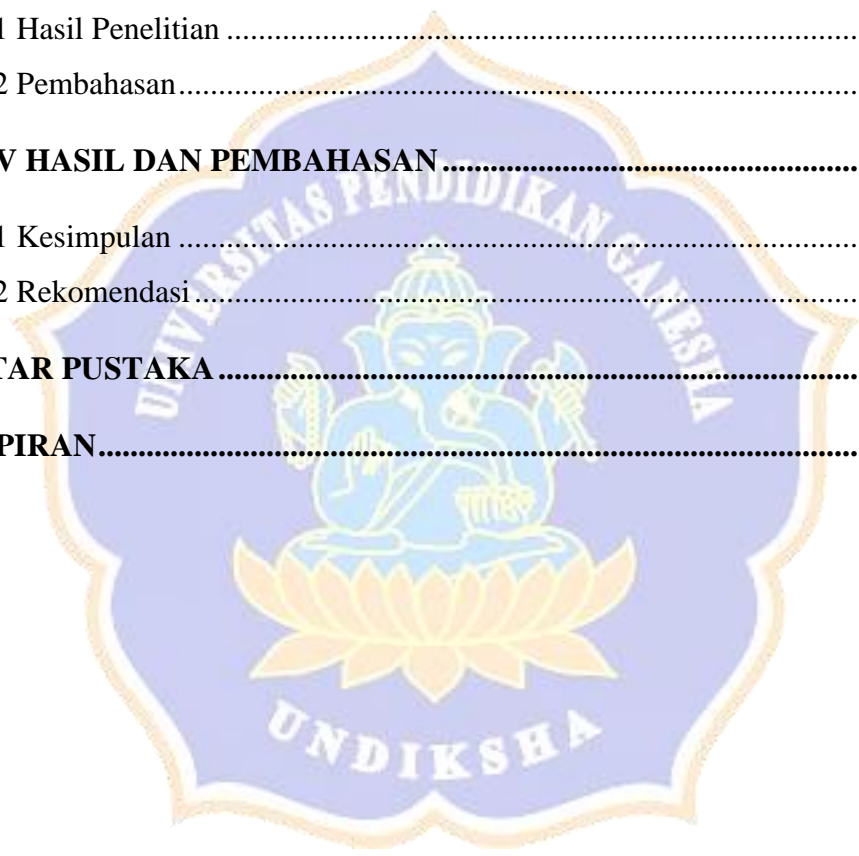 1 Hasil Penelitian ................................................................................
2 Pembahasan......................................................................................
V HASIL DAN PEMBAHASAN ....................................................
1 Kesimpulan ......................................................................................
2 Rekomendasi ....................................................................................
TAR PUSTAKA ................................................................................
PIRAN...............................................................................................
UNIVERSITAS PENDIDIKAN GANESHA
UNDIKSHA